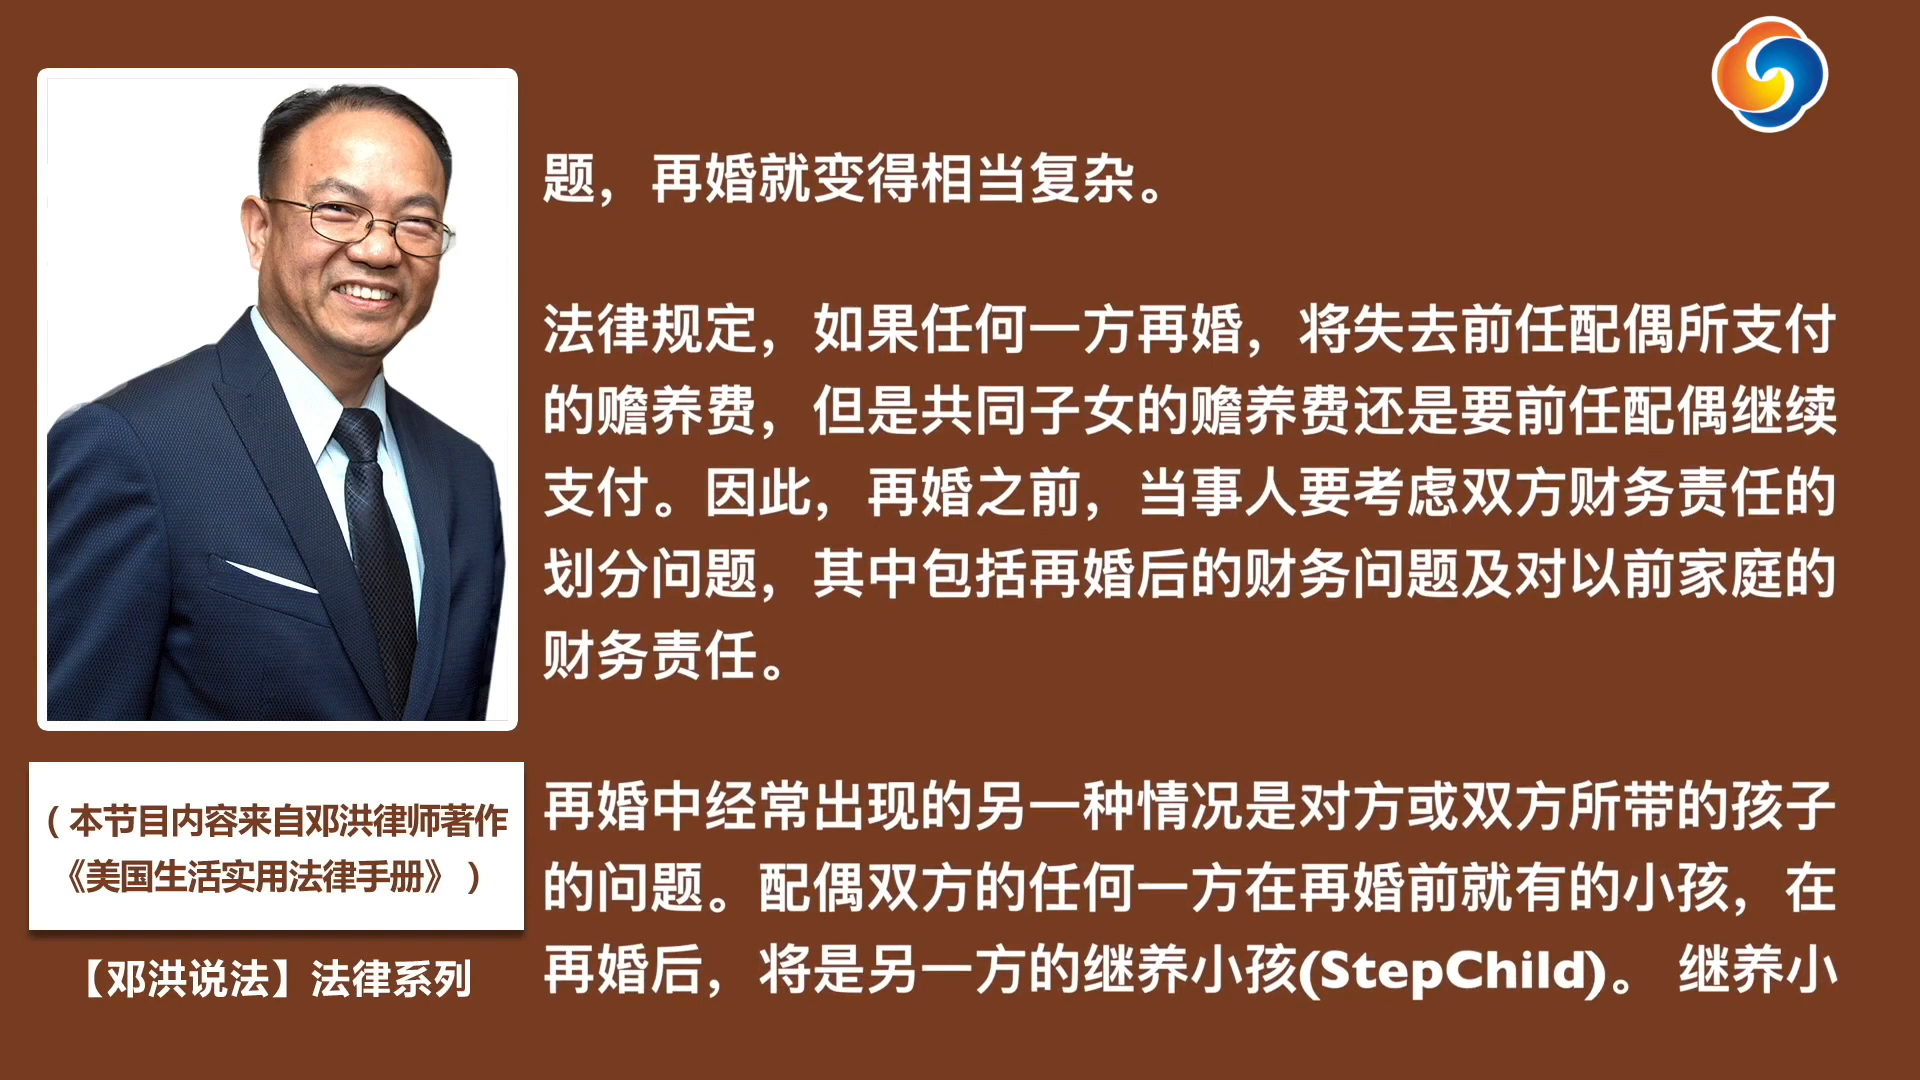 题，再婚就变得相当复杂。
法律规定，如果任何一方再婚，将失去前任配偶所支付
的赡养费，但是共同子女的赡养费还是要前任配偶继续
支付。因此，再婚之前，当事人要考虑双方财务责任的
划分问题，其中包括再婚后的财务问题及对以前家庭的
财务责任。
再婚中经常出现的另一种情况是对方或双方所带的孩子
的问题。配偶双方的任何一方在再婚前就有的小孩，在
再婚后，将是另一方的继养小孩(StepChild)。 继养小
（本节目内容来自邓洪律师著作
《美国生活实用法律手册》）
【邓洪说法】法律系列